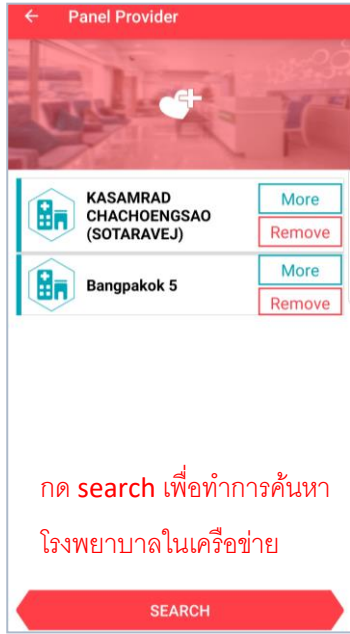 Panel Provider
KASAMRAD
CHACHOENGSAO
(SOTARAVEJ)
More
Remove
Bangpakok 5
More
Remove
กด search เพื่อทำการค้นหา
โรงพยาบาลในเครือข่าย
SEARCH